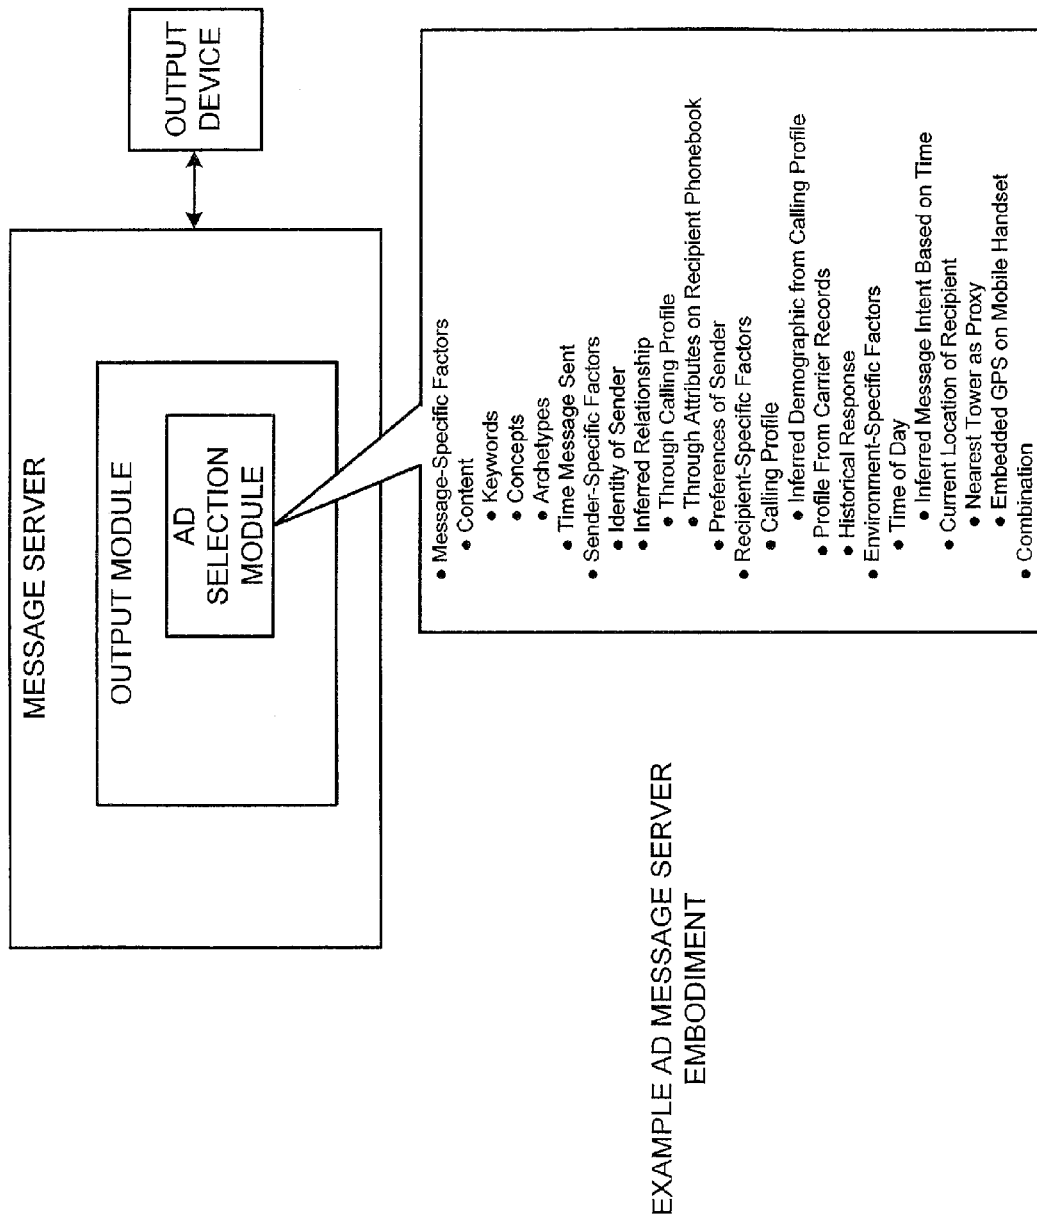 MESSAGE SERVER
OUTPUT MODULE
AD
SELECTION
MODULE
OUTPUT
DEVICE
• Message-Specific Factors
• Content
• Keywords
• Concepts
• Archetypes
• Time Message Sent
• Sender-Specific Factors
• Identity of Sender
• Inferred Relationship
• Through Calling Profile
• Through Attributes on Recipient Phonebook
• Preferences of Sender
• Recipient-Specific Factors
• Calling Profile
• Inferred Demographic from Calling Profile
• Profile From Carrier Records
• Historical Response
• Environment-Specific Factors
• Time of Day
• Inferred Message Intent Based on Time
• Current Location of Recipient
• Nearest Tower as Proxy
• Embedded GPS on Mobile Handset
• Combination
EXAMPLE AD MESSAGE SERVER
EMBODIMENT